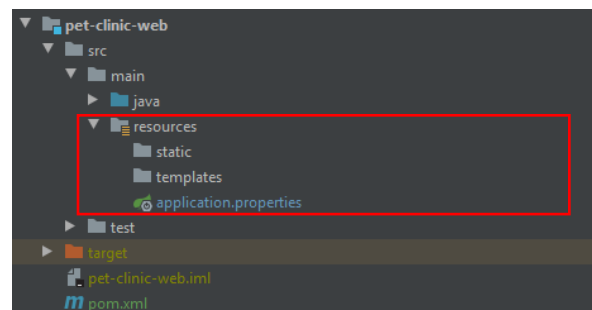 pet-clinic-web
src
main
java
resources
static
templates
application.properties
test
target
pet-clinic-web.iml
m pom.xml